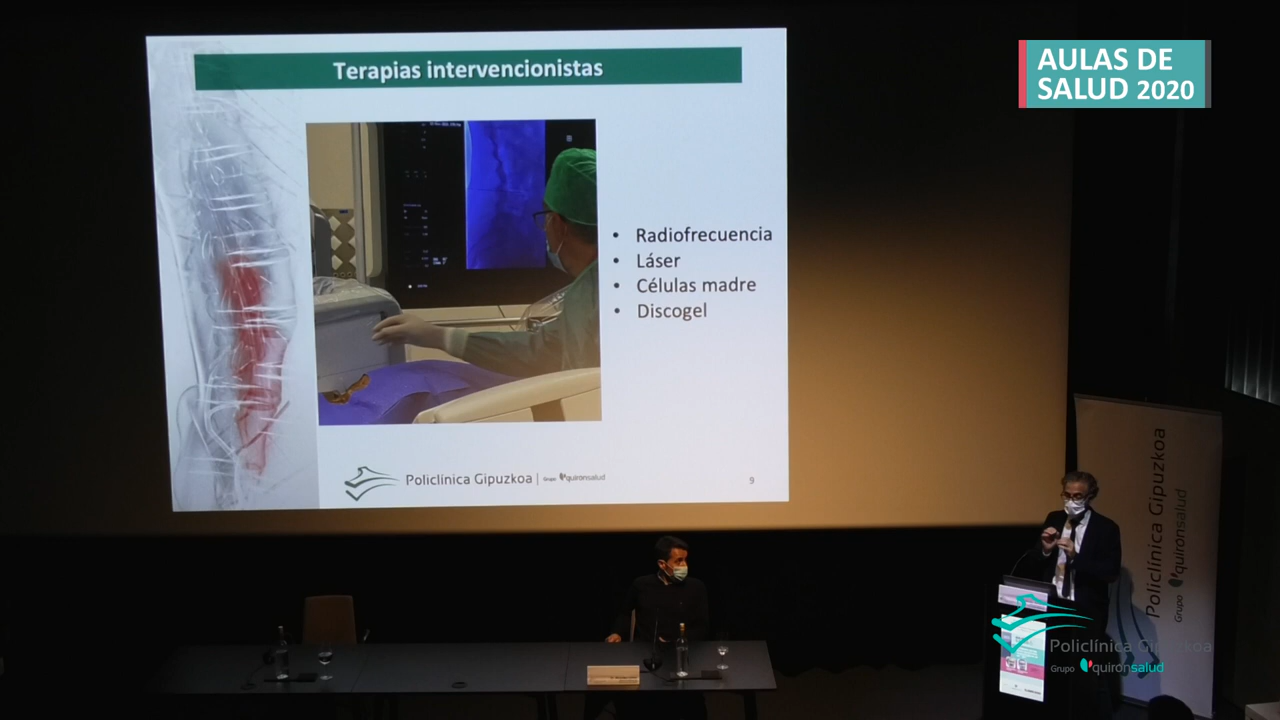 Terapias intervencionistas
• Radiofrecuencia
• Láser
• Células madre
• Discogel
Policlínica Gipuzkoa | Grupo quironsalud
9
AULAS DE
SALUD 2020
Policlínica Gipuzkoa
Grupo quironsalud
Policlínica Gipuzkoa
Grupo quironsalud